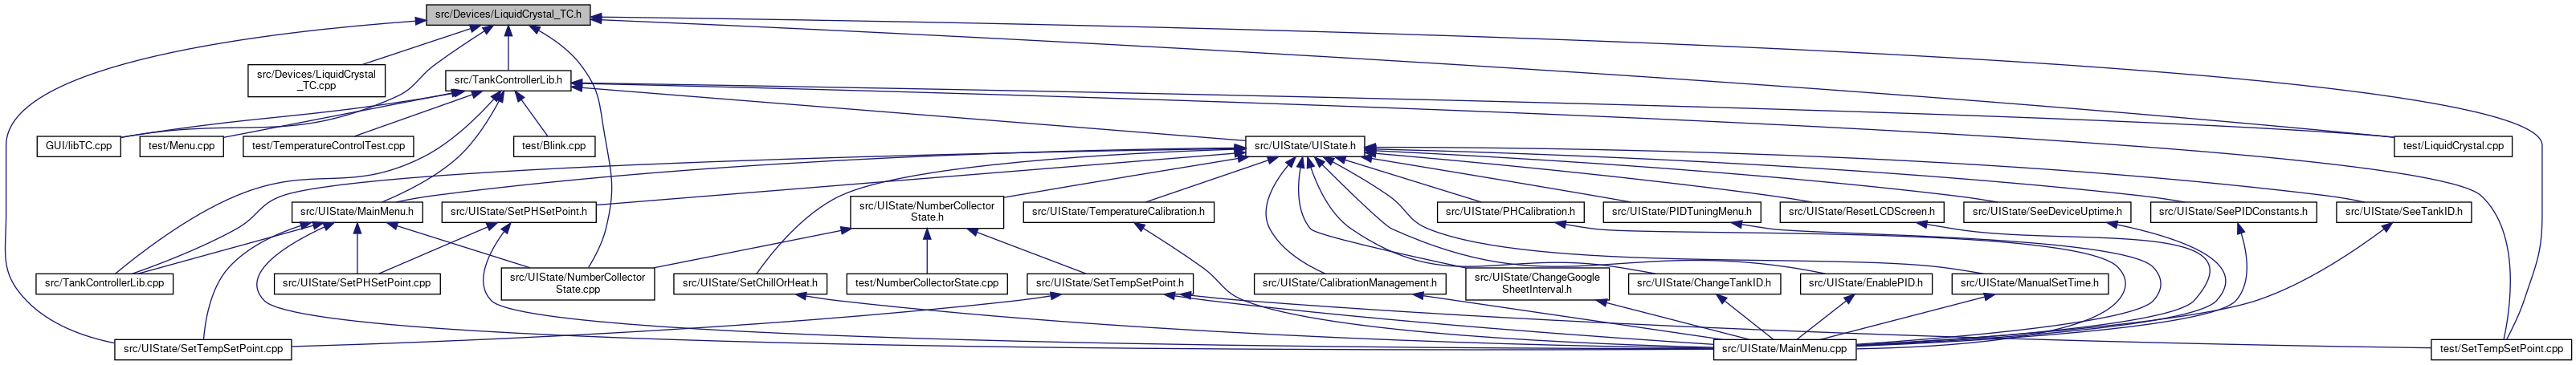 src/Devices/LiquidCrystal_TC.h
src/Devices/LiquidCrystal
_TC.cpp
src/TankControllerLib.h
GUI/libTC.cpp
test/Menu.cpp
test/TemperatureControlTest.cpp
test/Blink.cpp
src/UIState/UIState.h
test/LiquidCrystal.cpp
src/UIState/MainMenu.h
src/UIState/SetPHSetPoint.h
src/UIState/NumberCollector
State.h
src/UIState/TemperatureCalibration.h
src/UIState/PHCalibration.h
src/UIState/PIDTuningMenu.h
src/UIState/ResetLCDScreen.h
src/UIState/SeeDeviceUptime.h
src/UIState/SeePIDConstants.h
src/UIState/SeeTankID.h
src/TankControllerLib.cpp
src/UIState/SetPHSetPoint.cpp
src/UIState/NumberCollector
State.cpp
src/UIState/SetChillOrHeat.h
test/NumberCollectorState.cpp
src/UIState/SetTempSetPoint.h
src/UIState/CalibrationManagement.h
src/UIState/ChangeGoogle
SheetInterval.h
src/UIState/ChangeTankID.h
src/UIState/EnablePID.h
src/UIState/ManualSetTime.h
src/UIState/SetTempSetPoint.cpp
src/UIState/MainMenu.cpp
test/SetTempSetPoint.cpp